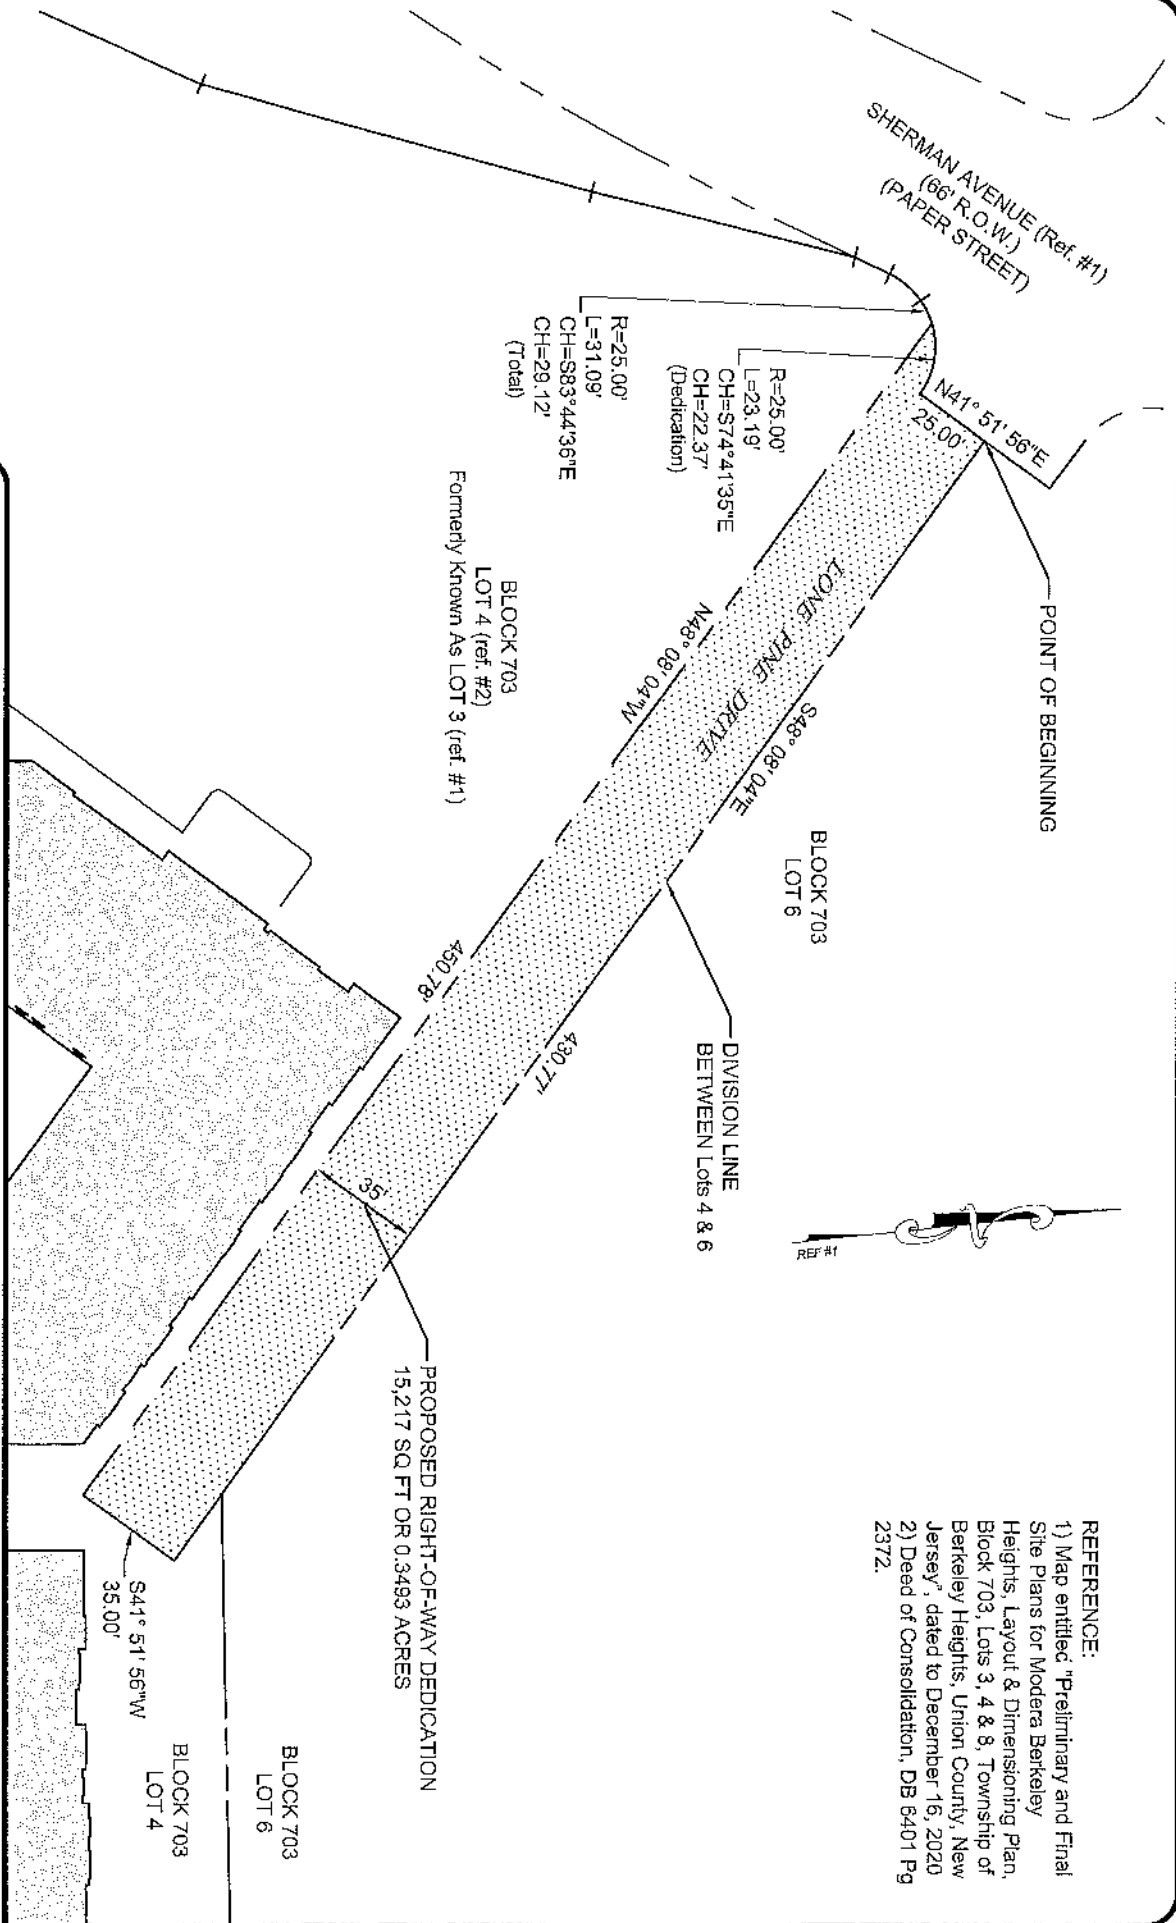 SHERMAN AVENUE (Ref. #1)
(66' R.O.W.)
(PAPER STREET)
N41° 51' 56"E
25.00'
POINT OF BEGINNING
R=25.00'
L=23.19'
CH=S74°41'35"E
CH=22.37'
(Dedication)
R=25.00'
L=31.09'
CH=S83°44'36"E
CH=29.12'
(Total)
LONE PINE DRIVE
N48° 08' 04"W
S48° 08' 04"E
BLOCK 703
LOT 6
BLOCK 703
LOT 4 (ref. #2)
Formerly Known As LOT 3 (ref. #1)
450.78'
430.77'
DIVISION LINE
BETWEEN Lots 4 & 6
REF #1
35'
PROPOSED RIGHT-OF-WAY DEDICATION
15,217 SQ FT OR 0.3493 ACRES
S41° 51' 56"W
35.00'
BLOCK 703
LOT 6
BLOCK 703
LOT 4
REFERENCE:
1) Map entitled "Preliminary and Final
Site Plans for Modera Berkeley
Heights, Layout & Dimensioning Plan,
Block 703, Lots 3, 4 & 8, Township of
Berkeley Heights, Union County, New
Jersey", dated to December 16, 2020
2) Deed of Consolidation, DB 6401 Pg
2372.